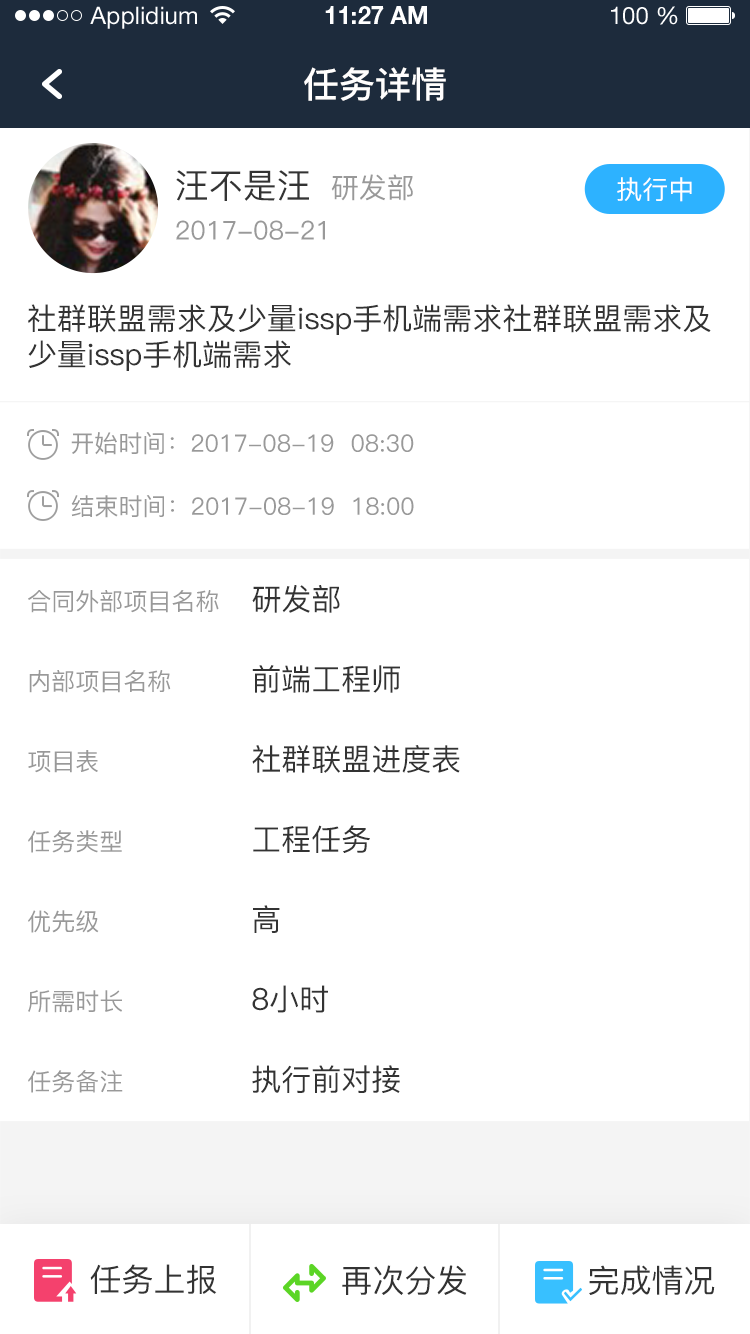 Applidium 11:27 AM 100 %
任务详情
汪不是汪 研发部
执行中
2017-08-21
社群联盟需求及少量issp手机端需求社群联盟需求及
少量issp手机端需求
开始时间：2017-08-19 08:30
结束时间：2017-08-19 18:00
合同外部项目名称 研发部
内部项目名称 前端工程师
项目表 社群联盟进度表
任务类型 工程任务
优先级 高
所需时长 8小时
任务备注 执行前对接
任务上报 再次分发 完成情况